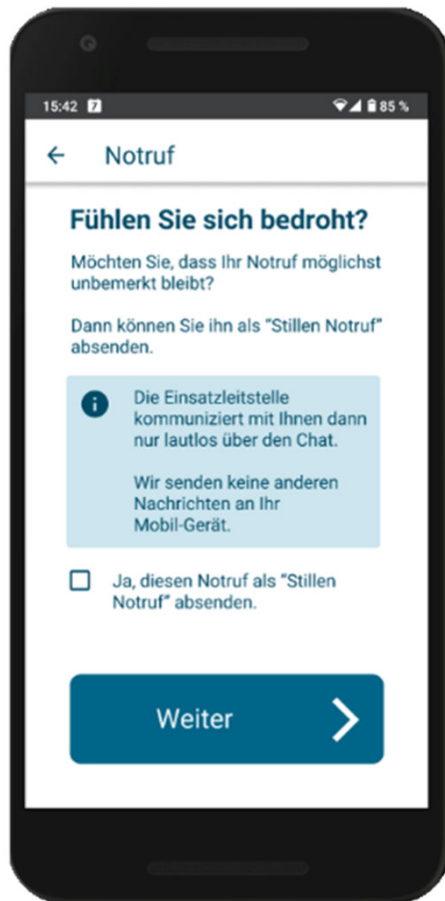 15:42 7 85 %
Notruf
Fühlen Sie sich bedroht?
Möchten Sie, dass Ihr Notruf möglichst
unbemerkt bleibt?
Dann können Sie ihn als "Stillen Notruf"
absenden.
Die Einsatzleitstelle
kommuniziert mit Ihnen dann
nur lautlos über den Chat.
Wir senden keine anderen
Nachrichten an Ihr
Mobil-Gerät.
Ja, diesen Notruf als "Stillen
Notruf" absenden.
Weiter